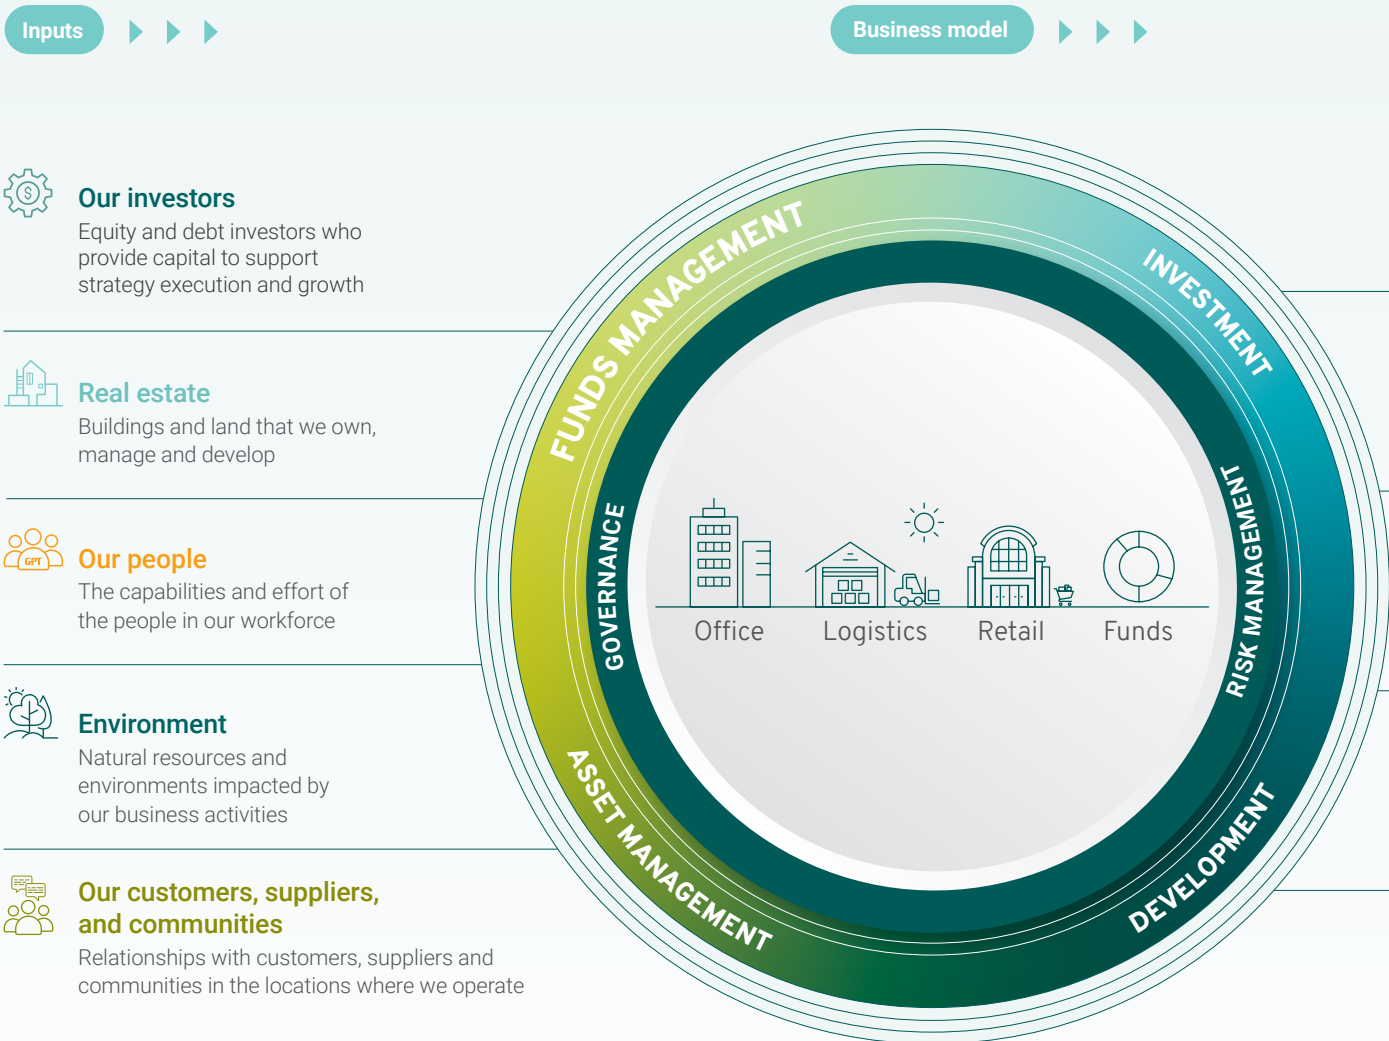 Inputs
Business model
Our investors
Equity and debt investors who
provide capital to support
strategy execution and growth
Real estate
Buildings and land that we own,
manage and develop
GPT
Our people
The capabilities and effort of
the people in our workforce
Environment
Natural resources and
environments impacted by
our business activities
Our customers, suppliers,
and communities
Relationships with customers, suppliers and
communities in the locations where we operate
FUNDS MANAGEMENT
INVESTMENT
GOVERNANCE
RISK MANAGEMENT
Office
Logistics
Retail
Funds
ASSET MANAGEMENT
DEVELOPMENT